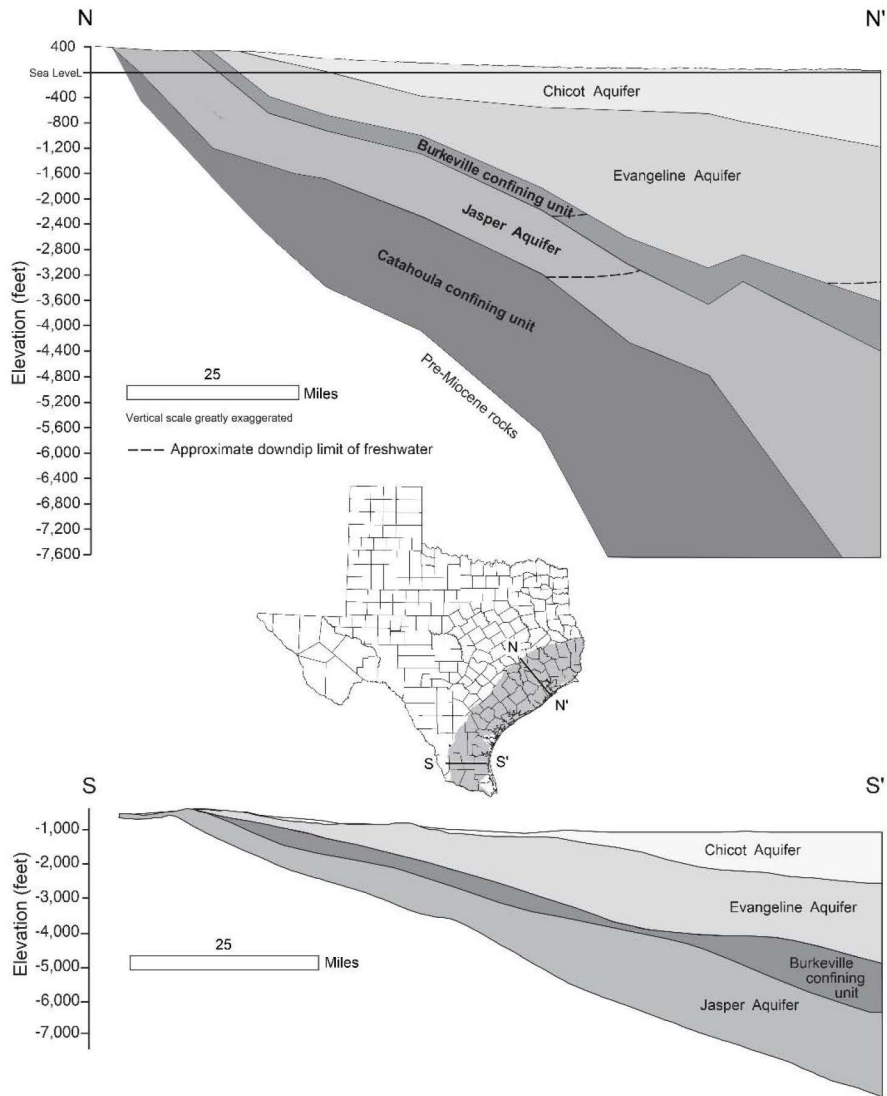 N
N'
400
Sea LeveL
-400
-800
-1,200
-1,600
-2,000
-2,400
-2,800
-3,200
-3,600
-4,000
-4,400
-4,800
-5,200
-5,600
-6,000
-6,400
-6,800
-7,200
-7,600
Elevation (feet)
Chicot Aquifer
Evangeline Aquifer
Burkeville confining unit
Jasper Aquifer
Catahoula confining unit
Pre-Miocene rocks
25
Miles
Vertical scale greatly exaggerated
Approximate downdip limit of freshwater
N
N'
S
S'
S
S'
-1,000
-2,000
-3,000
-4,000
-5,000
-6,000
-7,000
Elevation (feet)
Chicot Aquifer
Evangeline Aquifer
Burkeville
confining
unit
Jasper Aquifer
25
Miles